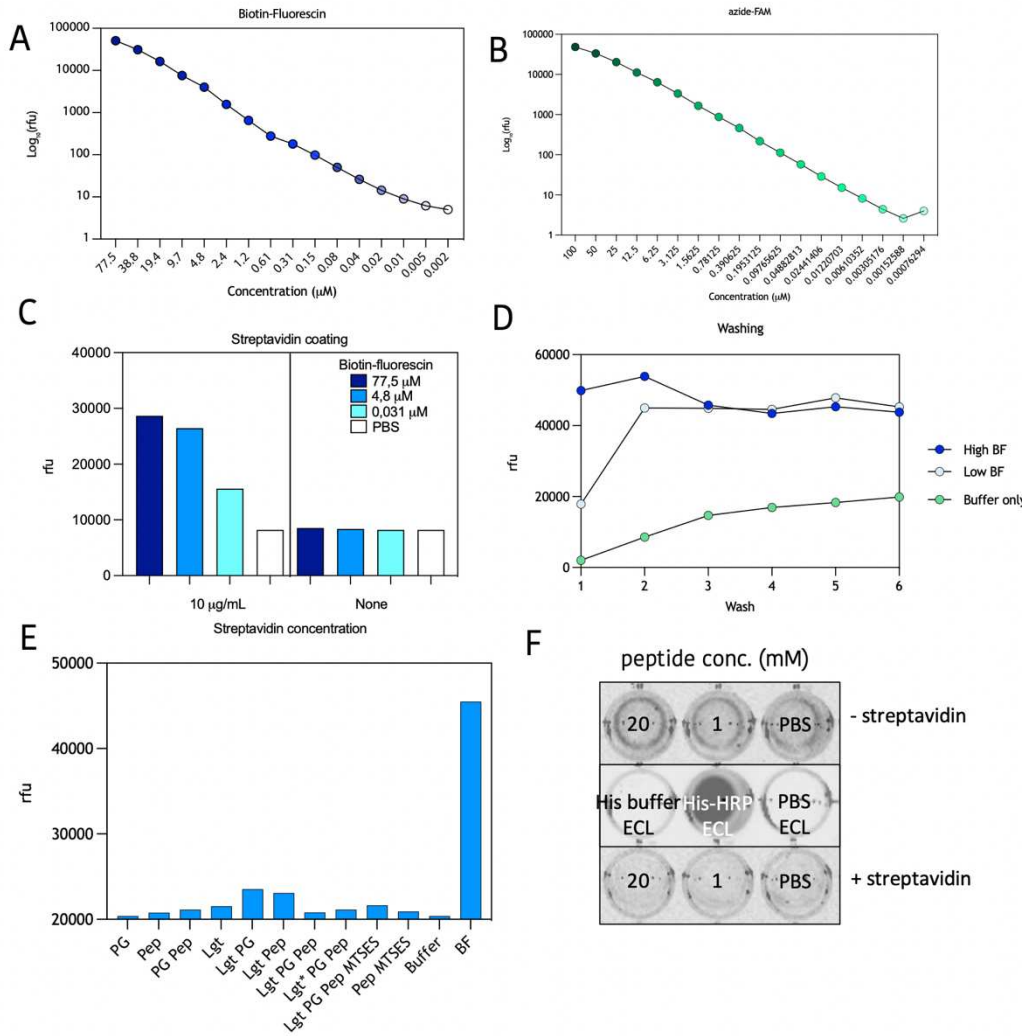 A
Biotin-Fluorescin
100000
10000
1000
100
10
1
Log₁₀(rfu)
77.5
38.8
19.4
9.7
4.8
2.4
1.2
0.61
0.31
0.15
0.08
0.04
0.02
0.01
0.005
0.002
Concentration (μM)
B
azide-FAM
100000
10000
1000
100
10
1
Log₁₀(rfu)
100
50
25
12.5
6.25
3.125
1.5625
0.78125
0.390625
0.1953125
0.09765625
0.04882813
0.02441406
0.01220703
0.00610352
0.00305176
0.00152588
0.00076294
Concentration (μM)
C
Streptavidin coating
40000
30000
20000
10000
0
rfu
Biotin-fluorescin
77,5 μM
4,8 μM
0,031 μM
PBS
10 μg/mL
None
Streptavidin concentration
D
Washing
60000
40000
20000
0
rfu
1 2 3 4 5 6
Wash
High BF
Low BF
Buffer only
E
50000
40000
30000
20000
rfu
PG
Pep
PG Pep
Lgt
Lgt PG
Lgt Pep
Lgt PG Pep
Lgt* PG Pep
Lgt PG Pep MTSES
Pep MTSES
Buffer
BF
F
peptide conc. (mM)
20 1 PBS
- streptavidin
His buffer His-HRP PBS
ECL ECL ECL
20 1 PBS
+ streptavidin